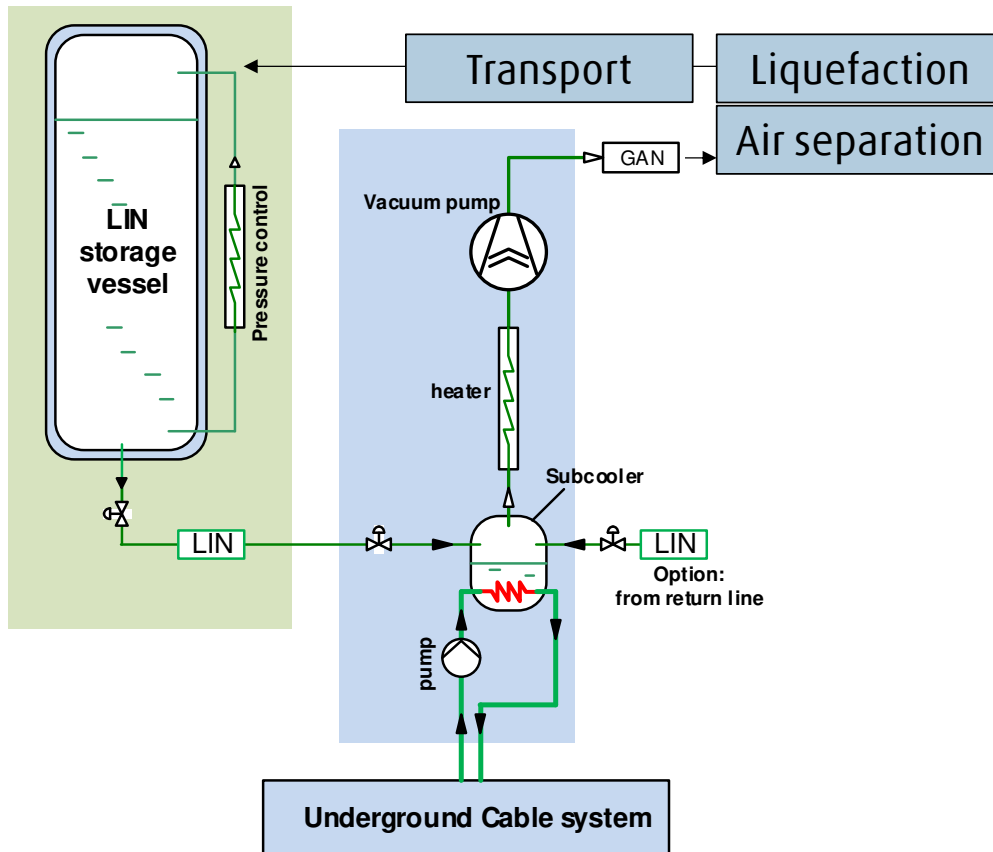 Transport
Liquefaction
Air separation
GAN
Vacuum pump
LIN
storage
vessel
Pressure control
heater
Subcooler
LIN
LIN
Option:
from return line
pump
Underground Cable system